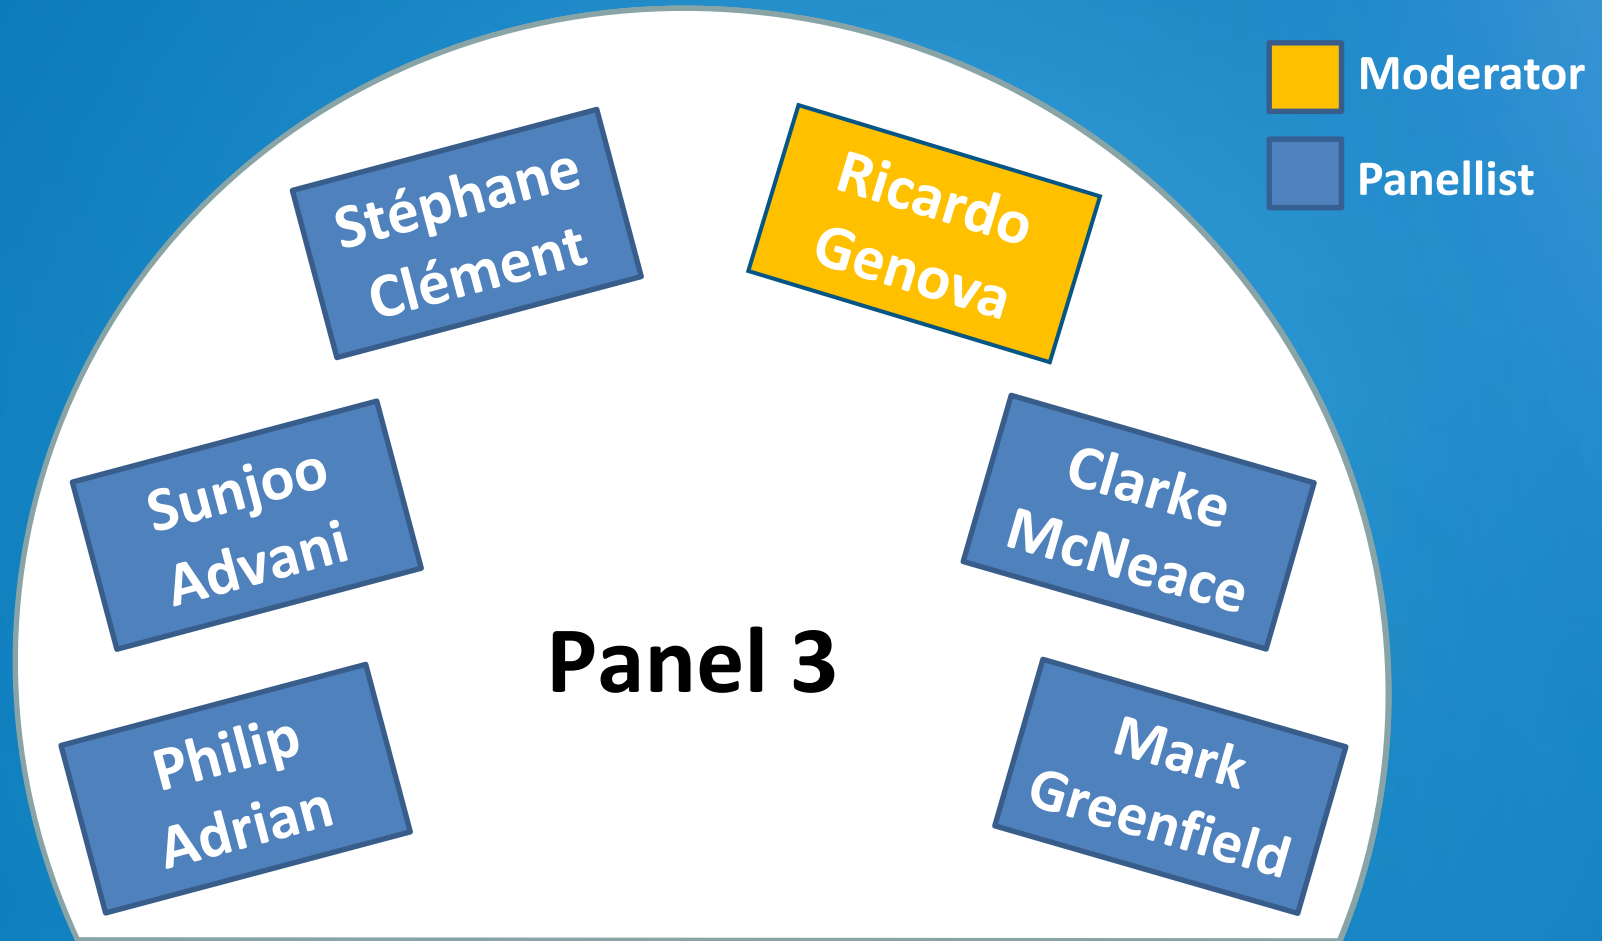 Moderator
Panellist
Stéphane
Clément
Ricardo
Genova
Sunjoo
Advani
Clarke
McNeace
Panel 3
Philip
Adrian
Mark
Greenfield